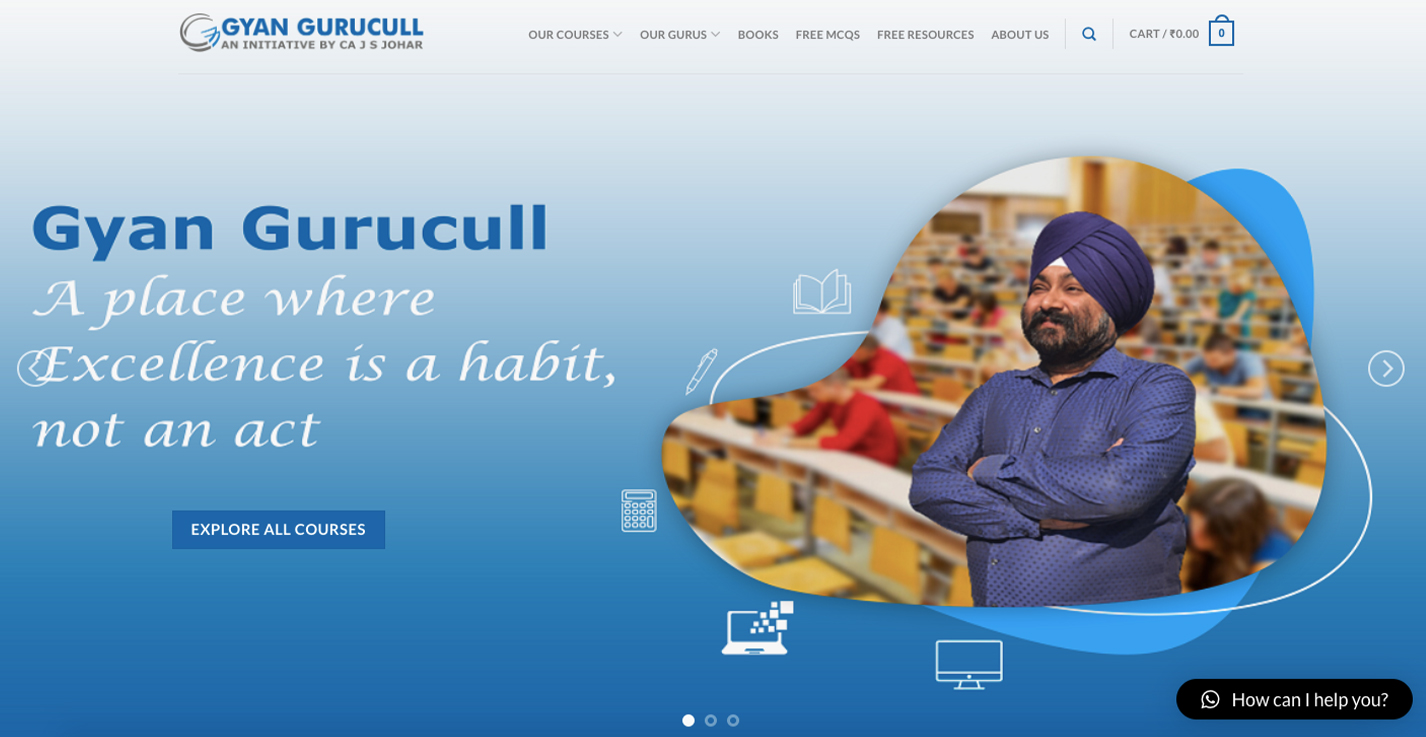 GYAN GURUCULL
AN INITIATIVE BY CA J S JOHAR
OUR COURSES OUR GURUS BOOKS FREE MCQS FREE RESOURCES ABOUT US CART / ₹0.00 0
Gyan Gurucull
A place where
Excellence is a habit,
not an act
EXPLORE ALL COURSES
How can I help you?